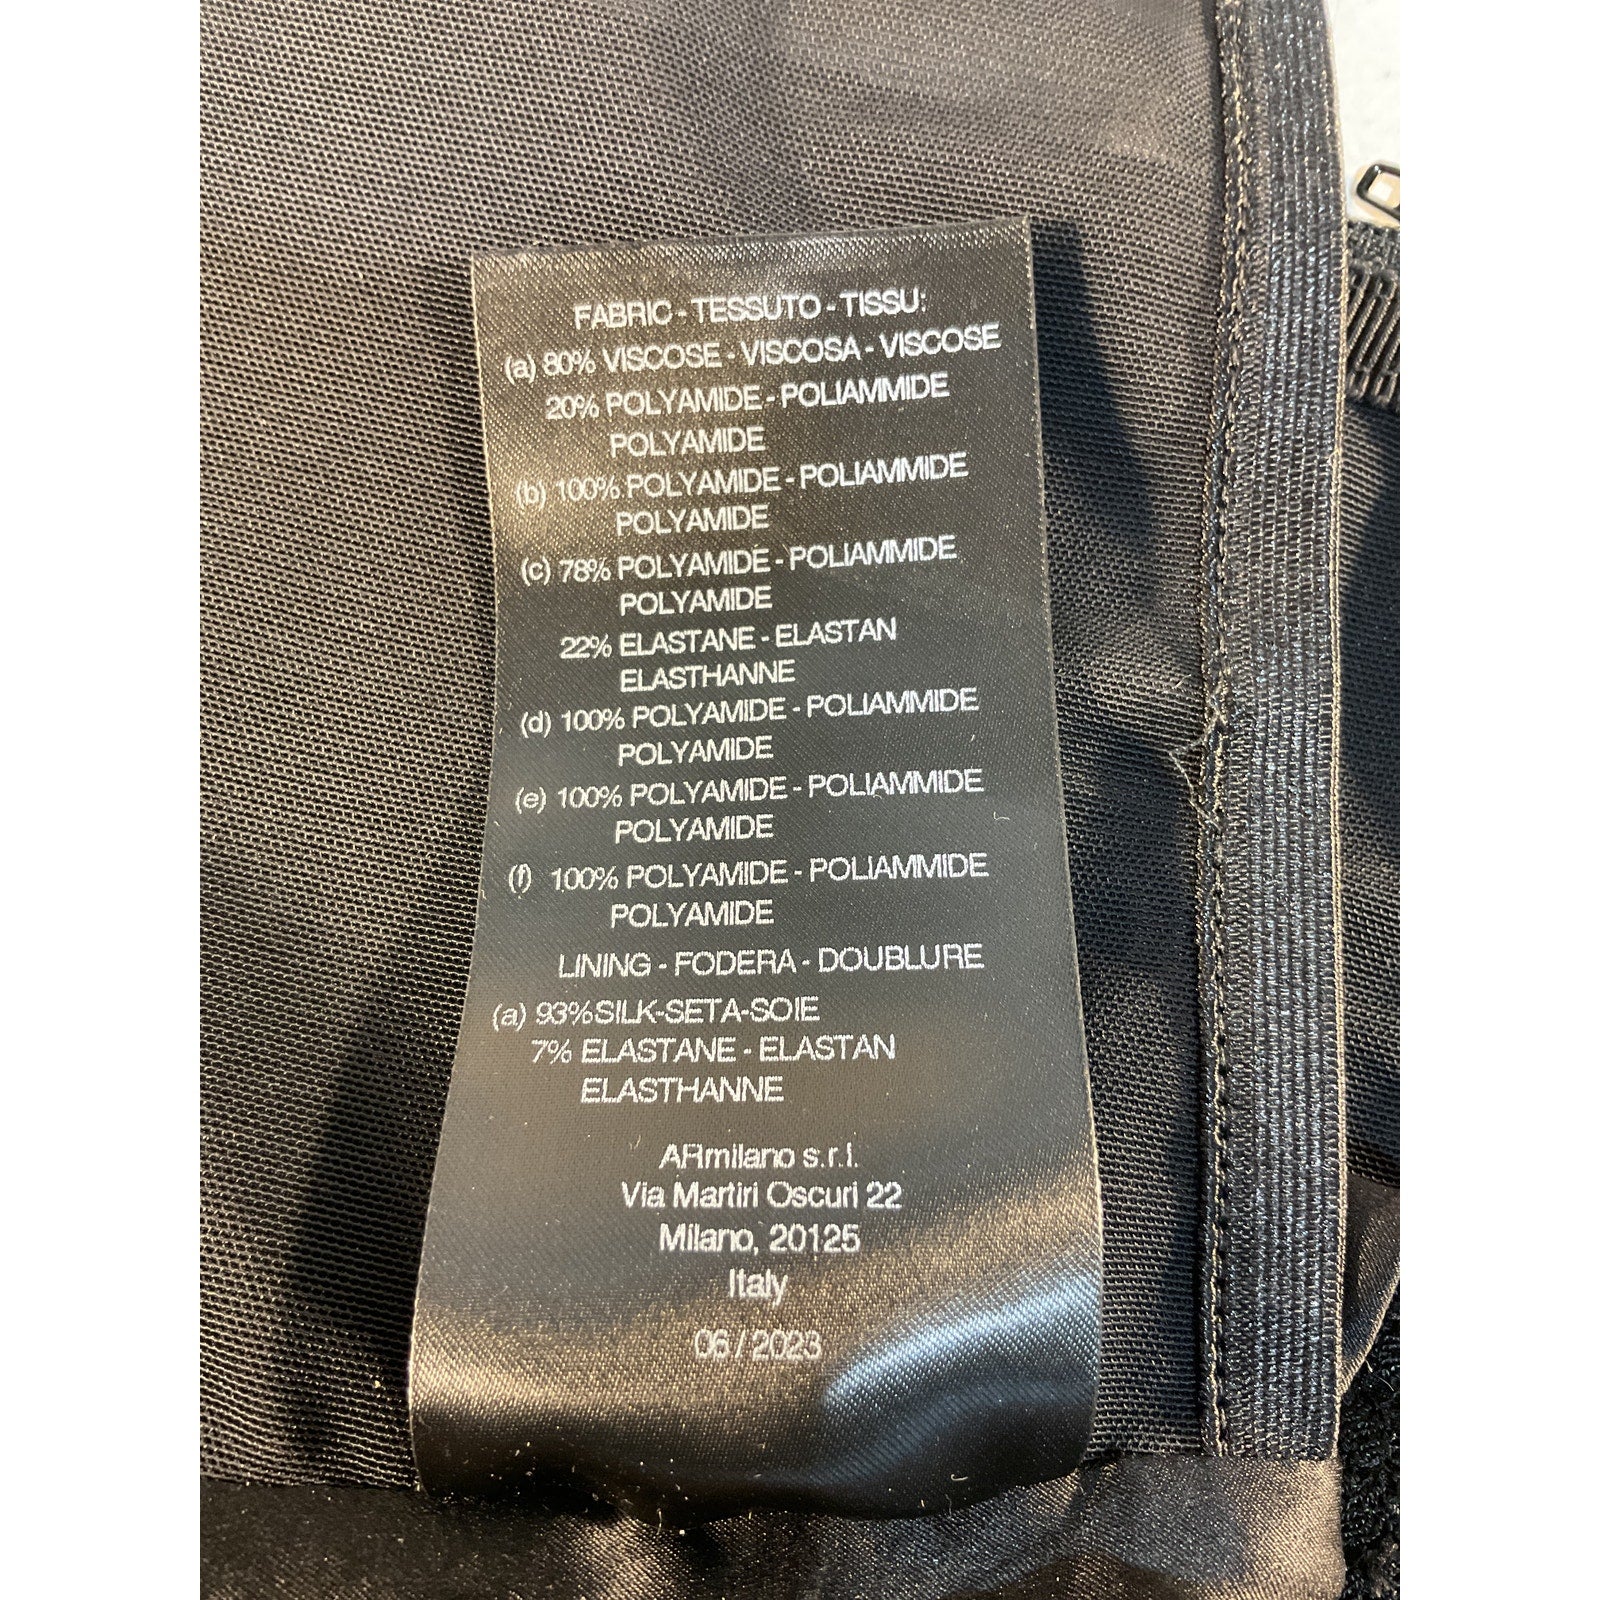 FABRIC - TESSUTO - TISSU:
(a) 80% VISCOSE - VISCOSA - VISCOSE
20% POLYAMIDE - POLIAMMIDE
POLYAMIDE
(b) 100% POLYAMIDE - POLIAMMIDE
POLYAMIDE
(c) 78% POLYAMIDE - POLIAMMIDE
POLYAMIDE
22% ELASTANE - ELASTAN
ELASTHANNE
(d) 100% POLYAMIDE - POLIAMMIDE
POLYAMIDE
(e) 100% POLYAMIDE - POLIAMMIDE
POLYAMIDE
(f) 100% POLYAMIDE - POLIAMMIDE
POLYAMIDE
LINING - FODERA - DOUBLURE
(a) 93%SILK-SETA-SOIE
7% ELASTANE - ELASTAN
ELASTHANNE
ARmilano s.r.l.
Via Martiri Oscuri 22
Milano, 20125
Italy
06 / 2023